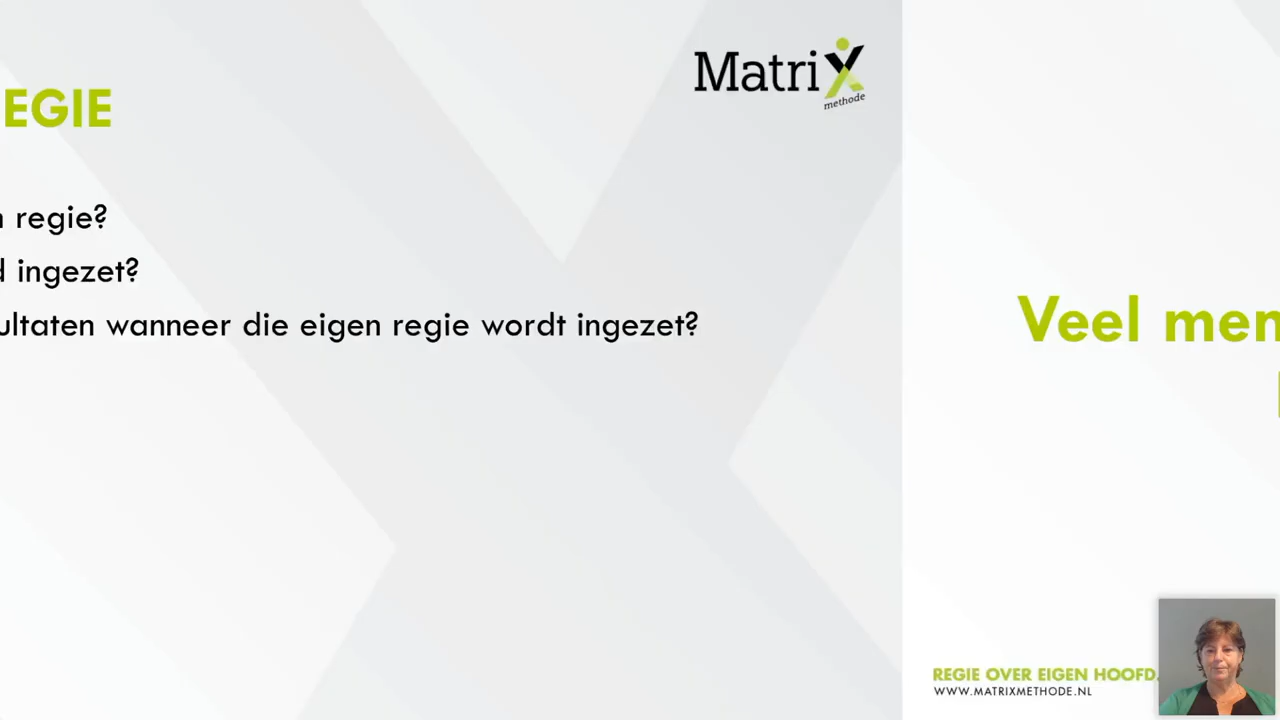 MatriX
methode
EGIE
regie?
ingezet?
ultaten wanneer die eigen regie wordt ingezet?
Veel men
REGIE OVER EIGEN HOOFD.
WWW.MATRIXMETHODE.NL